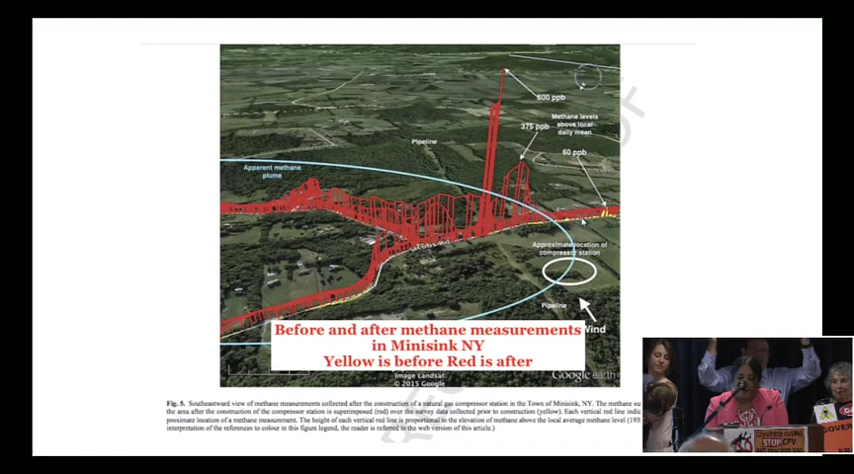 600 ppb
Methane levels
above local
daily mean
375 ppb
Pipeline
60 ppb
Apparent methane
plume
Approximate location of
compressor station
Pipeline
Wind
Before and after methane measurements
in Minisink NY
Yellow is before Red is after
Image Landsat
© 2015 Google
Google earth
Fig. 5. Southeastward view of methane measurements collected after the construction of a natural gas compressor station in the Town of Minisink, NY. The methane su
the area after the construction of the compressor station is superimposed (red) over the survey data collected prior to construction (yellow). Each vertical red line indic
proximate location of a methane measurement. The height of each vertical red line is proportional to the elevation of methane above the local average methane level (193
interpretation of the references to colour in this figure legend, the reader is referred to the web version of this article.)
STOP CPV
GOVER